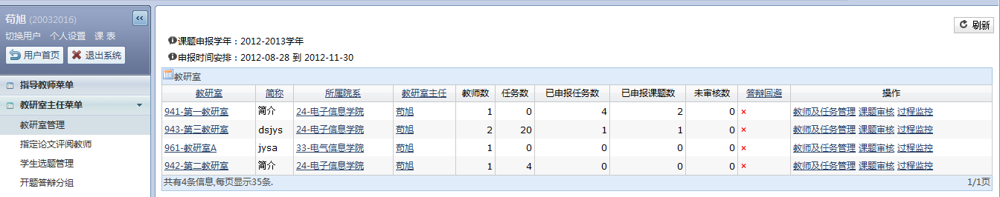 荀旭 (20032016)
切换用户 个人设置 课 表
用户首页 退出系统
指导教师菜单
教研室主任菜单
教研室管理
指定论文评阅教师
学生选题管理
开题答辩分组
刷新
课题申报学年：2012-2013学年
申报时间安排：2012-08-28 到 2012-11-30
教研室
教研室 简称 所属院系 教研室主任 教师数 任务数 已申报任务数 已申报课题数 未审核数 答辩回避 操作
941-第一教研室 简介 24-电子信息学院 荀旭 1 0 4 2 0 × 教师及任务管理 课题审核 过程监控
943-第三教研室 dsjys 24-电子信息学院 荀旭 2 20 1 1 0 × 教师及任务管理 课题审核 过程监控
961-教研室A jysa 33-电气信息学院 荀旭 1 0 0 0 0 × 教师及任务管理 课题审核 过程监控
942-第二教研室 简介 24-电子信息学院 荀旭 1 4 0 0 0 × 教师及任务管理 课题审核 过程监控
共有4条信息,每页显示35条. 1/1页